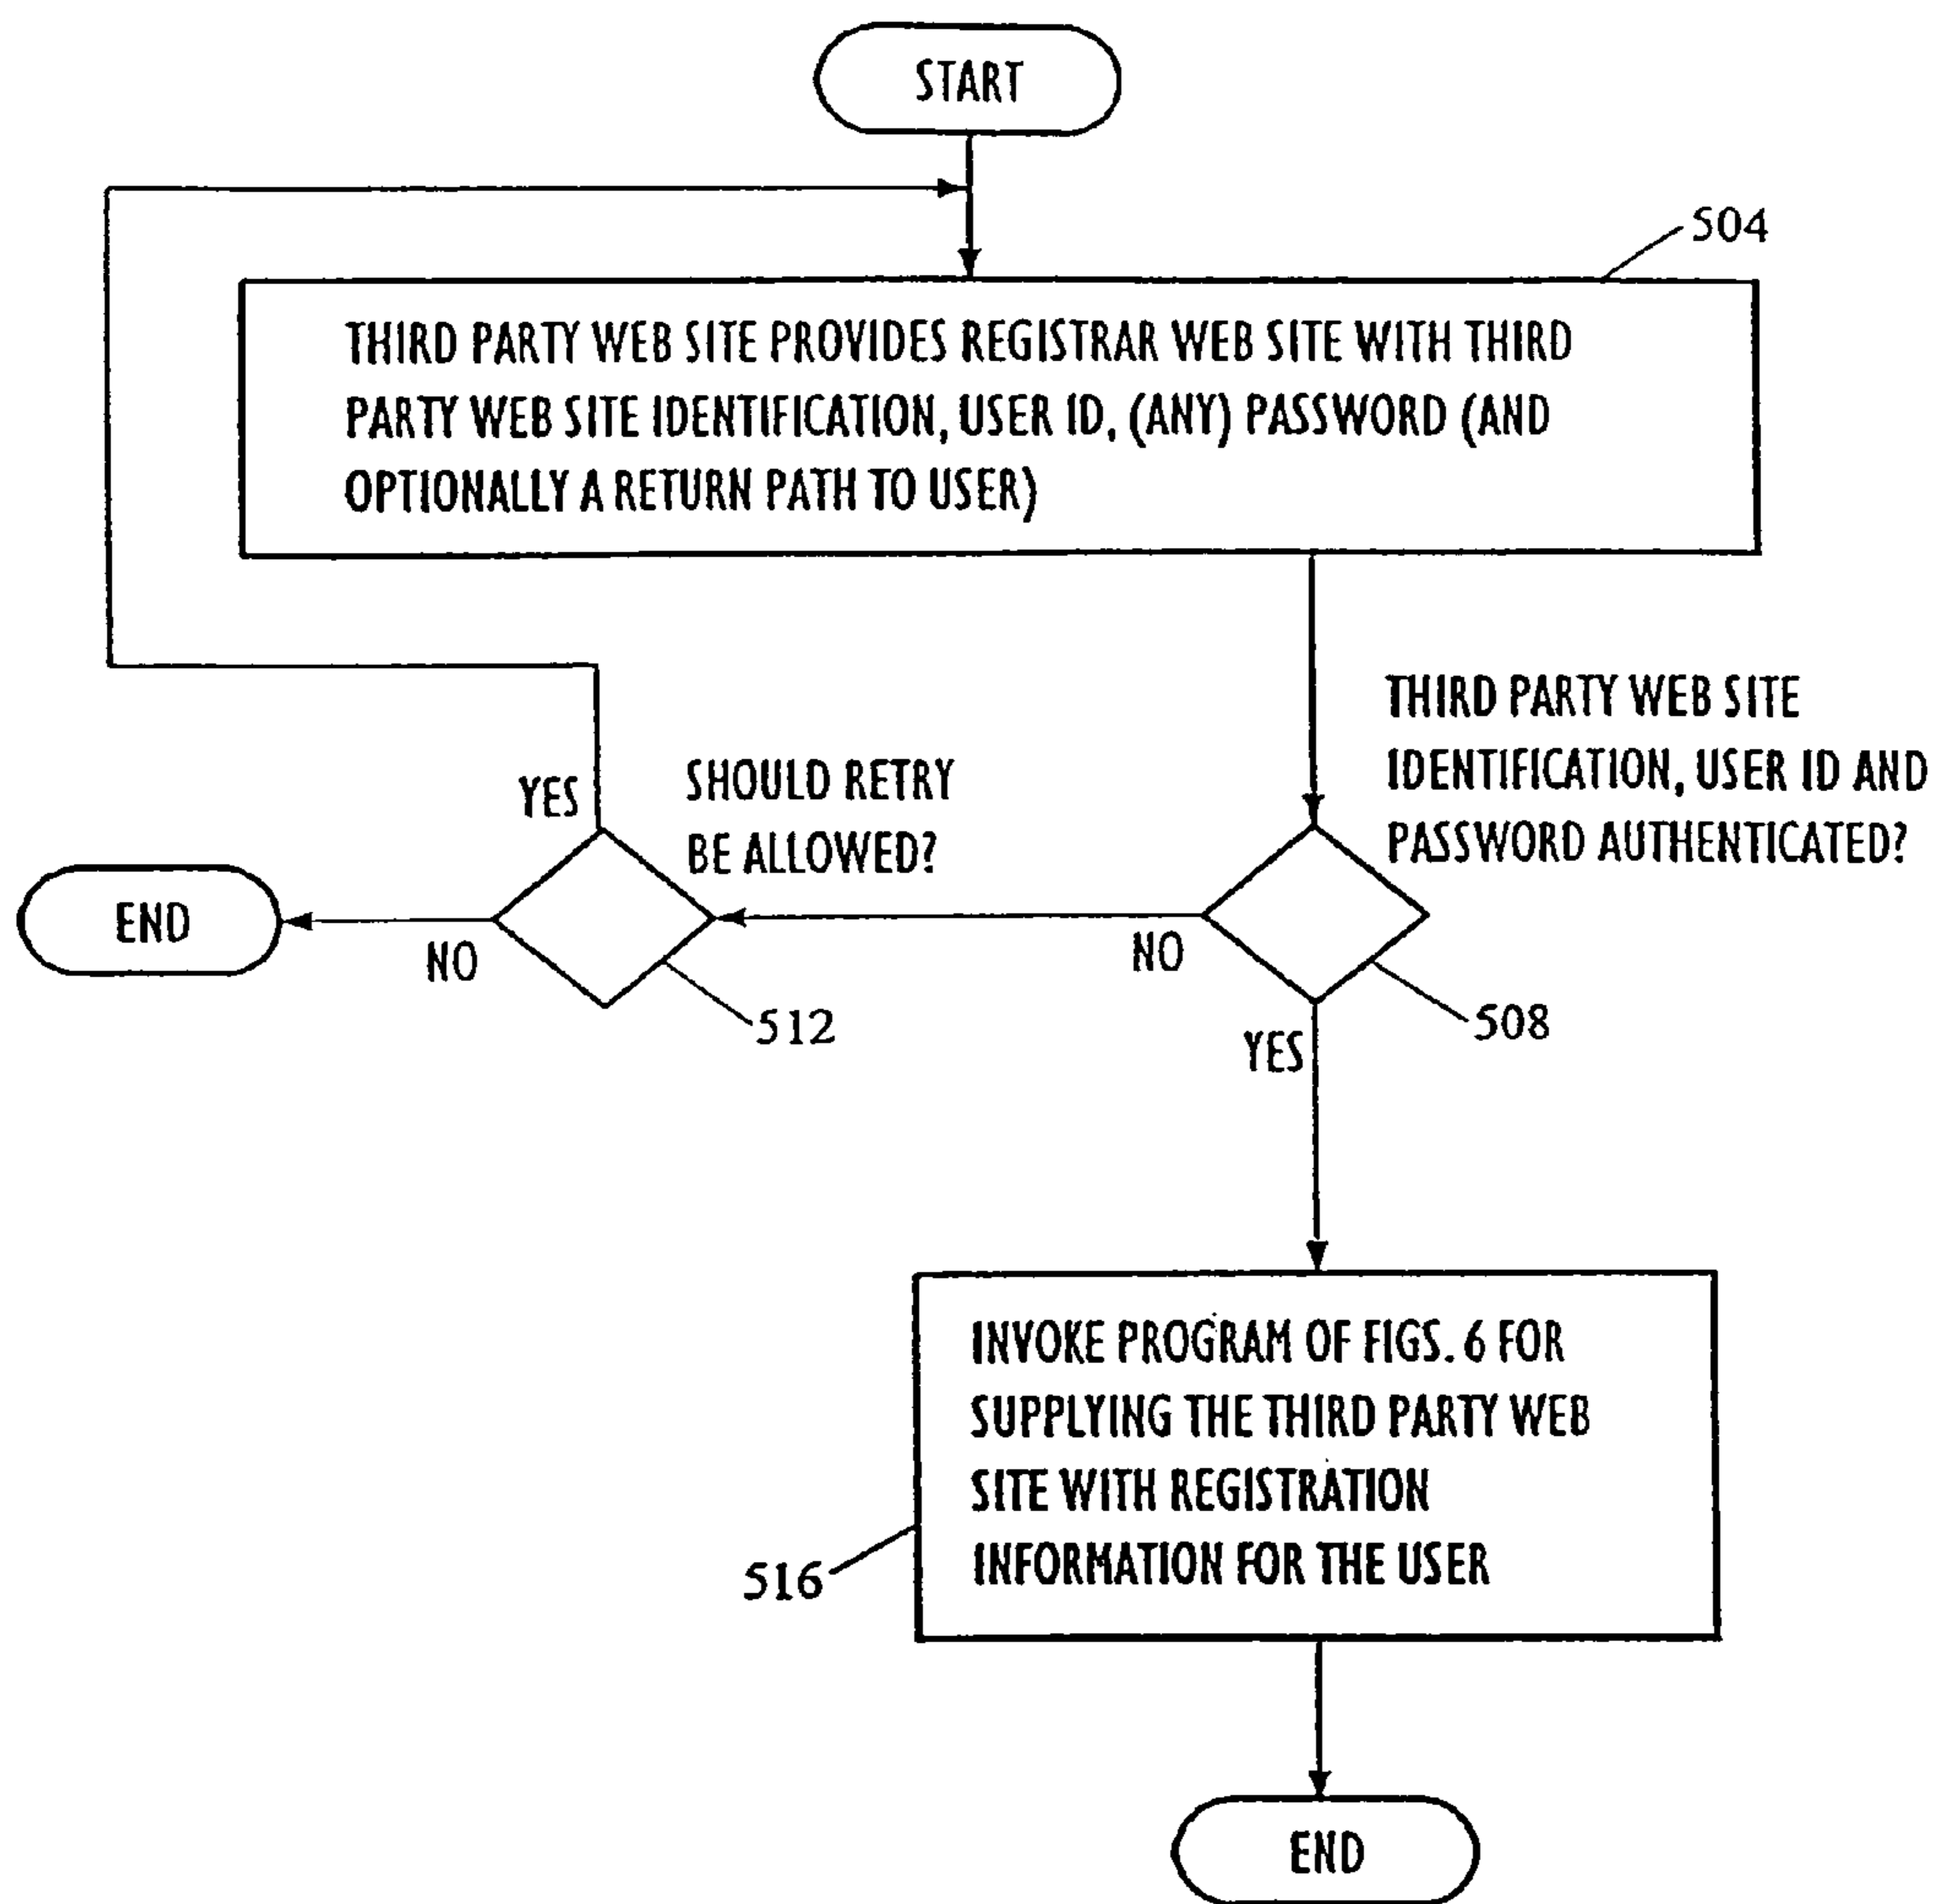 START
504
THIRD PARTY WEB SITE PROVIDES REGISTRAR WEB SITE WITH THIRD
PARTY WEB SITE IDENTIFICATION, USER ID, (ANY) PASSWORD (AND
OPTIONALLY A RETURN PATH TO USER)
THIRD PARTY WEB SITE
IDENTIFICATION, USER ID AND
PASSWORD AUTHENTICATED?
SHOULD RETRY
BE ALLOWED?
YES
END
NO
512
NO
508
YES
INVOKE PROGRAM OF FIGS. 6 FOR
SUPPLYING THE THIRD PARTY WEB
SITE WITH REGISTRATION
INFORMATION FOR THE USER
516
END